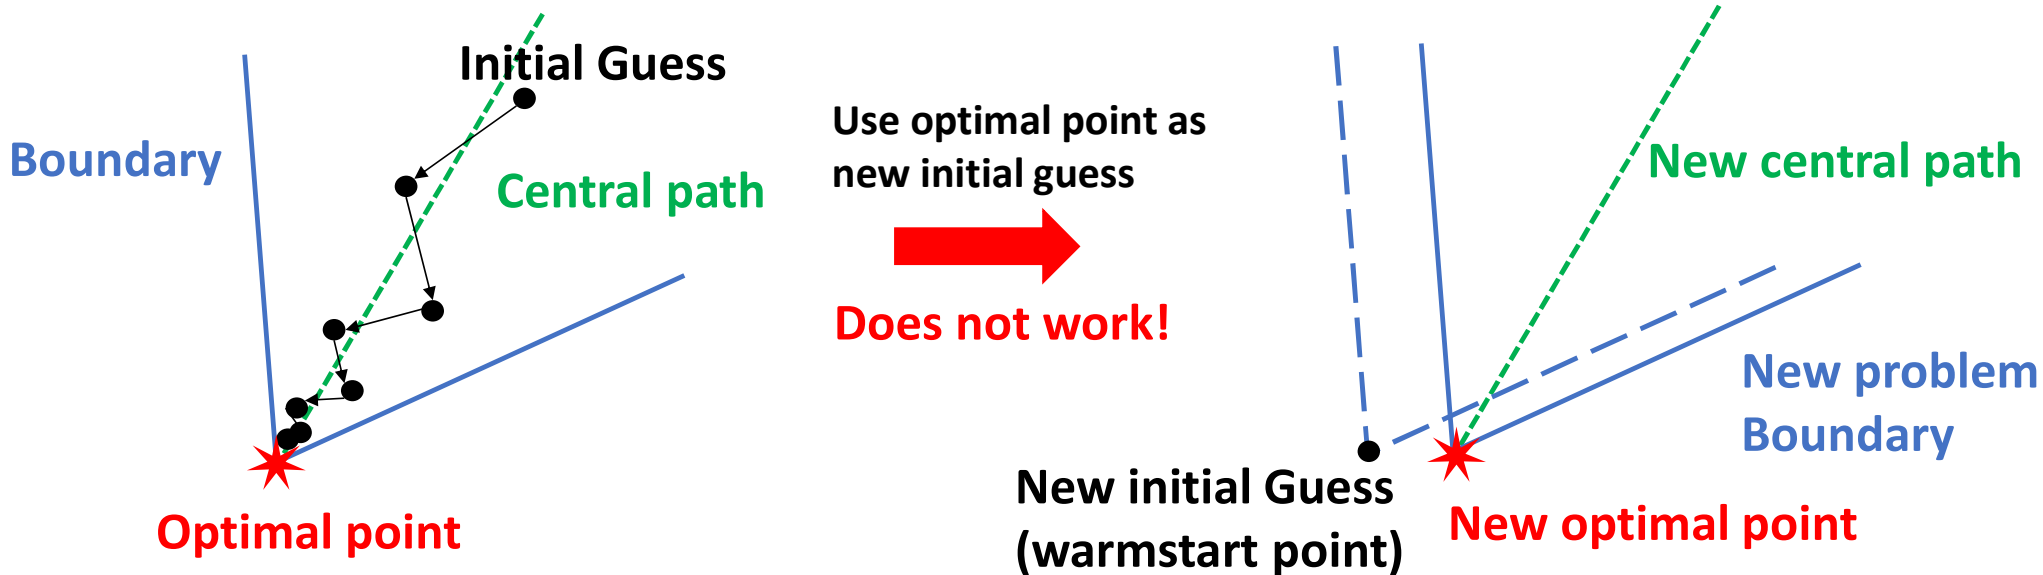 Initial Guess
Boundary
Central path
Optimal point
Use optimal point as
new initial guess
Does not work!
New central path
New problem
Boundary
New initial Guess
(warmstart point)
New optimal point